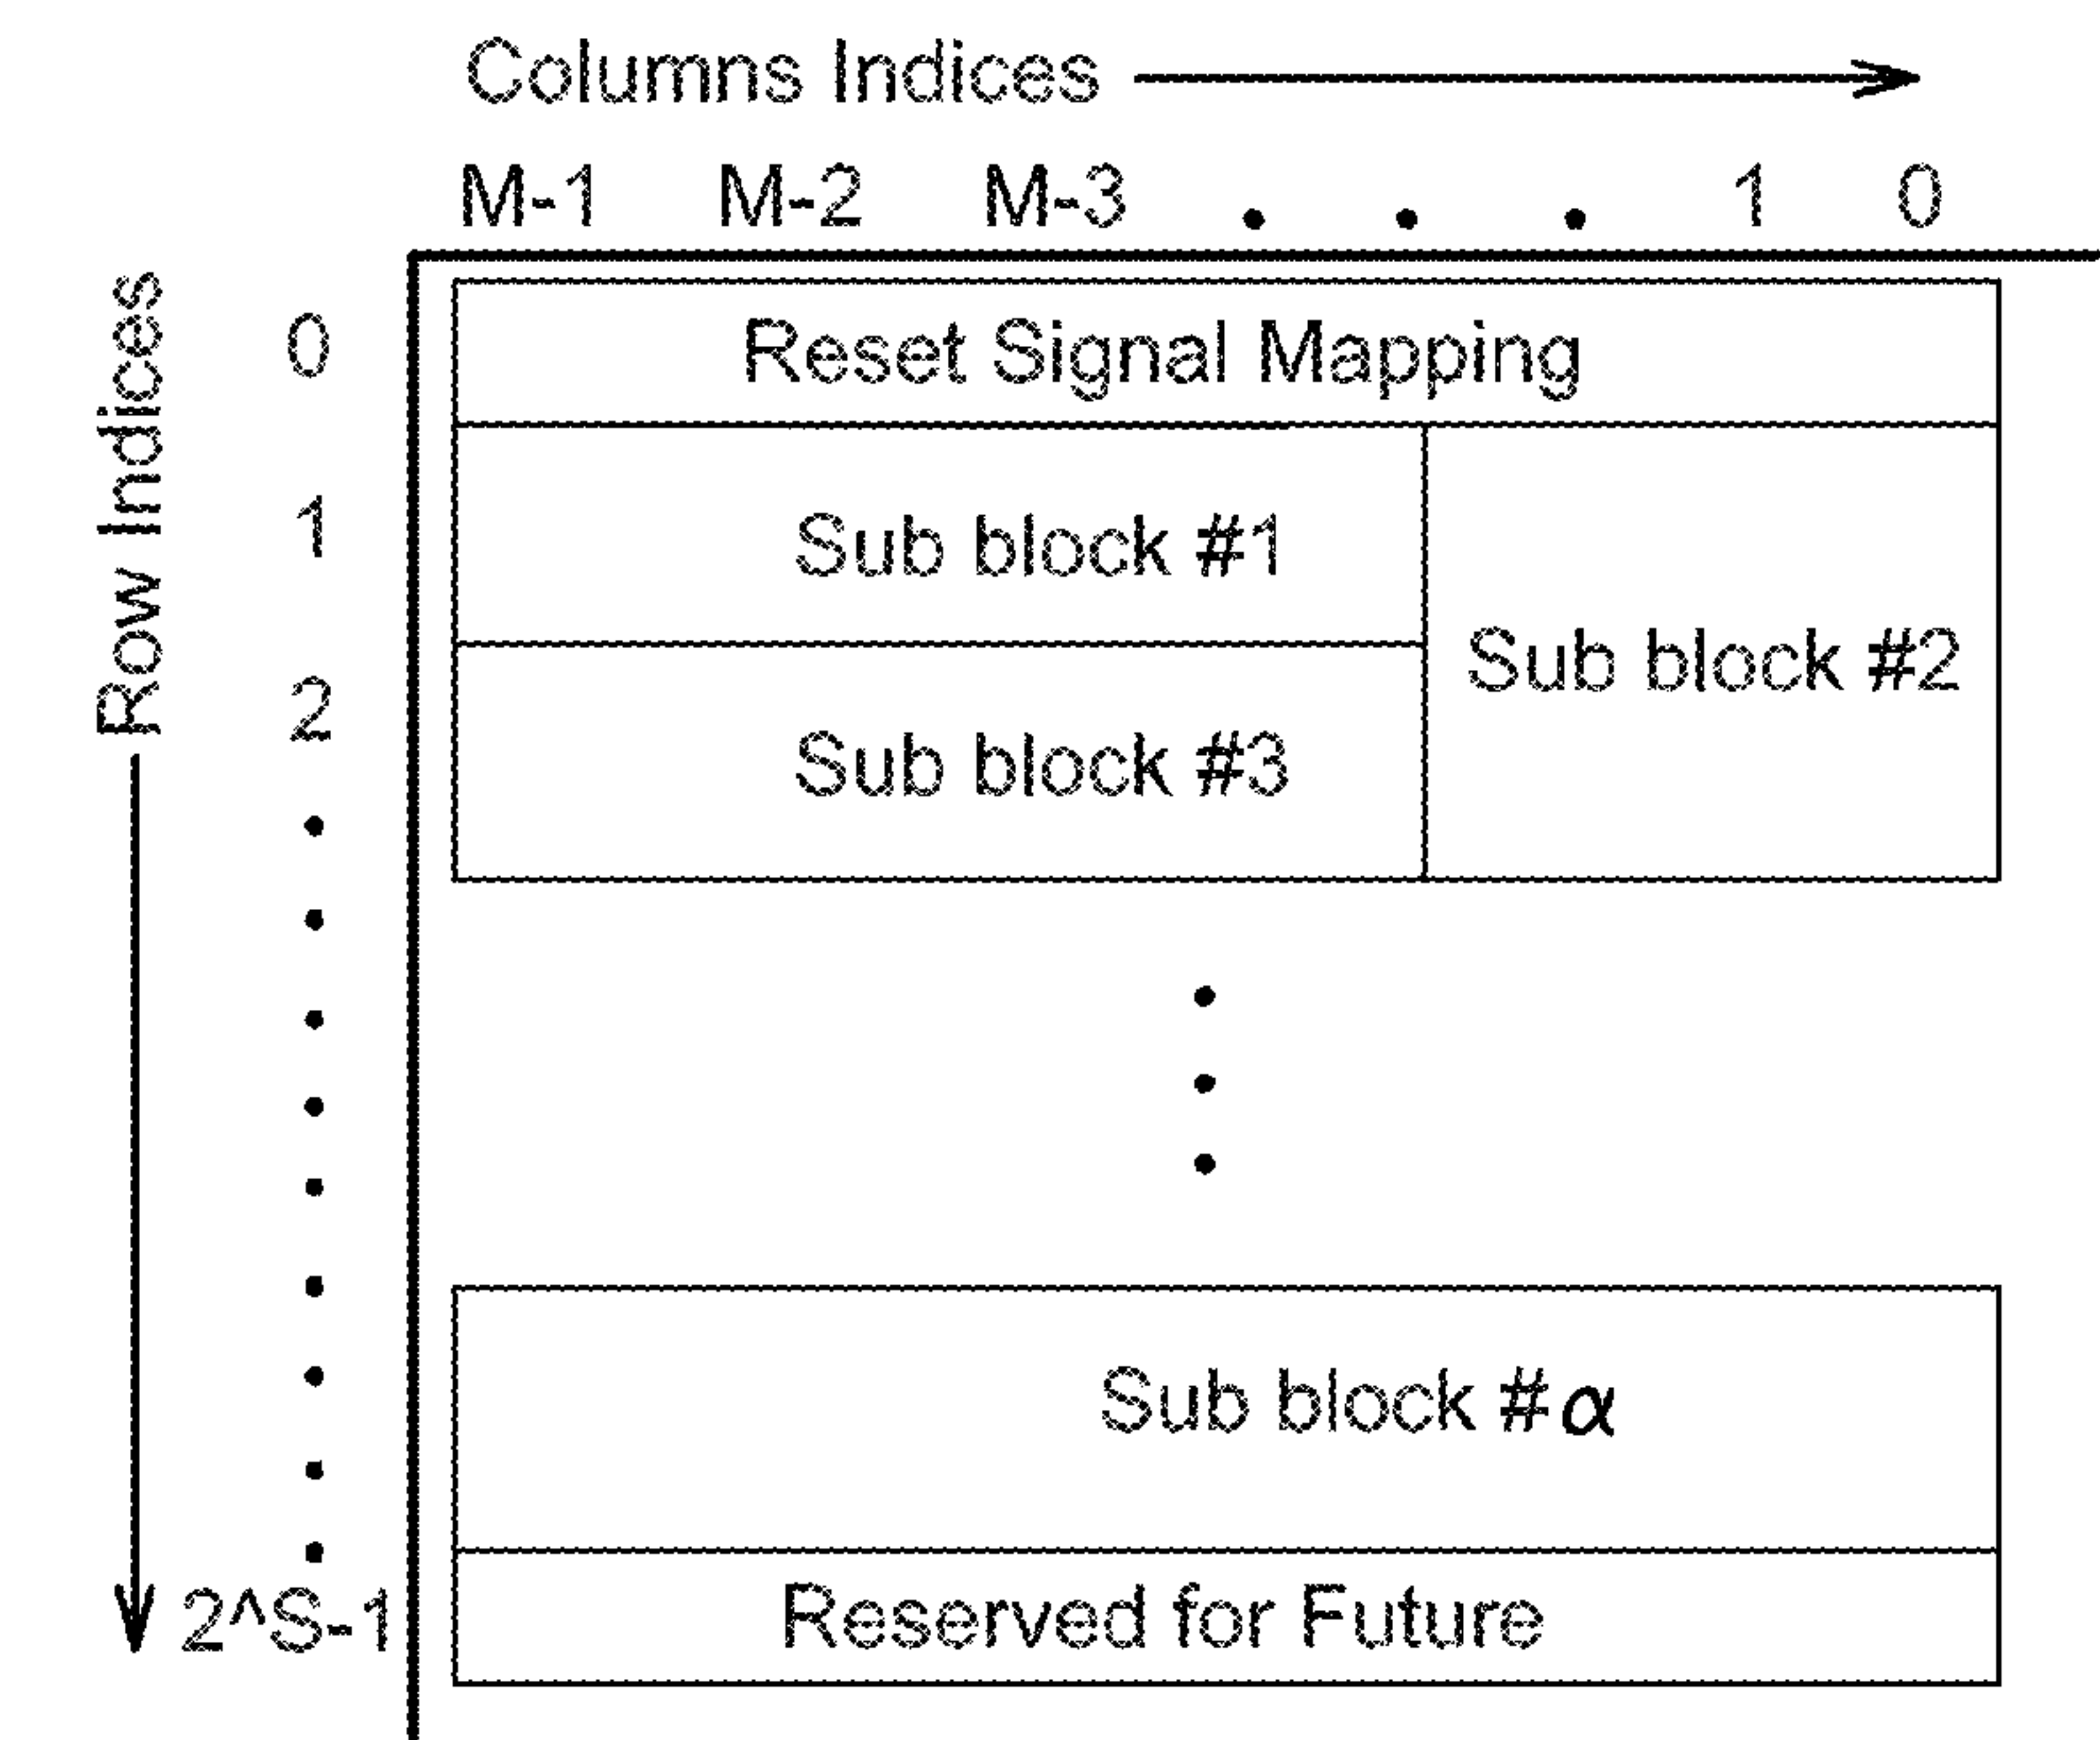 Columns Indices
M-1 M-2 M-3 . . . 1 0
Row Indices
0
Reset Signal Mapping
1
Sub block #1
Sub block #2
2
Sub block #3
Sub block #α
2^S-1
Reserved for Future